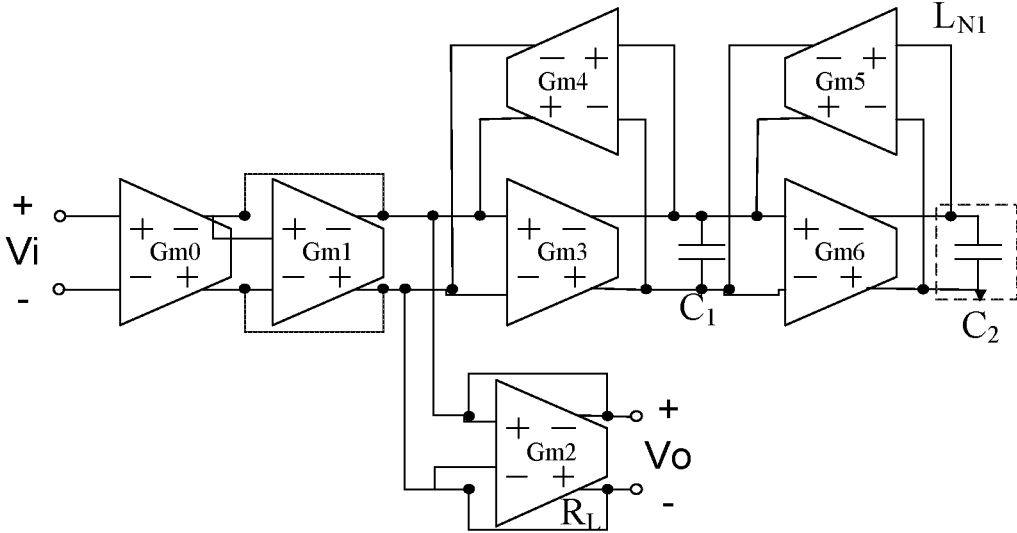 L_N1
− + − +
Gm4 Gm5
+ − + −
+
+ − + − + − + −
Vi Gm0 Gm1 Gm3 Gm6
− + − + − + − +
-
C_1 C_2
+ − +
Gm2 Vo
− + -
R_L